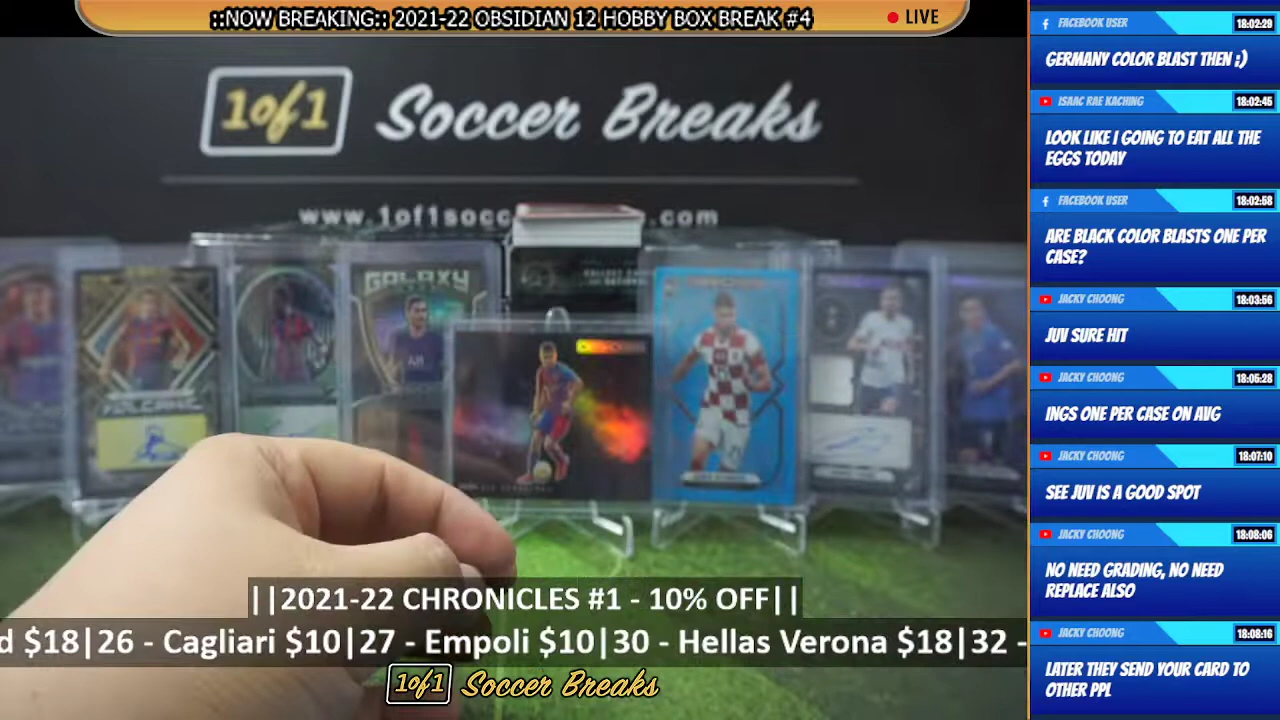 ::NOW BREAKING:: 2021-22 OBSIDIAN 12 HOBBY BOX BREAK #4
LIVE
1of1 Soccer Breaks
www.1of1socc
.com
GALAXY
||2021-22 CHRONICLES #1 - 10% OFF||
d $18|26 - Cagliari $10|27 - Empoli $10|30 - Hellas Verona $18|32 -
1of1 Soccer Breaks
FACEBOOK USER 18:02:29
GERMANY COLOR BLAST THEN ;)
ISAAC RAE KACHING 18:02:45
LOOK LIKE I GOING TO EAT ALL THE
EGGS TODAY
FACEBOOK USER 18:02:58
ARE BLACK COLOR BLASTS ONE PER
CASE?
JACKY CHOONG 18:03:56
JUV SURE HIT
JACKY CHOONG 18:05:28
INGS ONE PER CASE ON AVG
JACKY CHOONG 18:07:10
SEE JUV IS A GOOD SPOT
JACKY CHOONG 18:08:06
NO NEED GRADING, NO NEED
REPLACE ALSO
JACKY CHOONG 18:08:16
LATER THEY SEND YOUR CARD TO
OTHER PPL